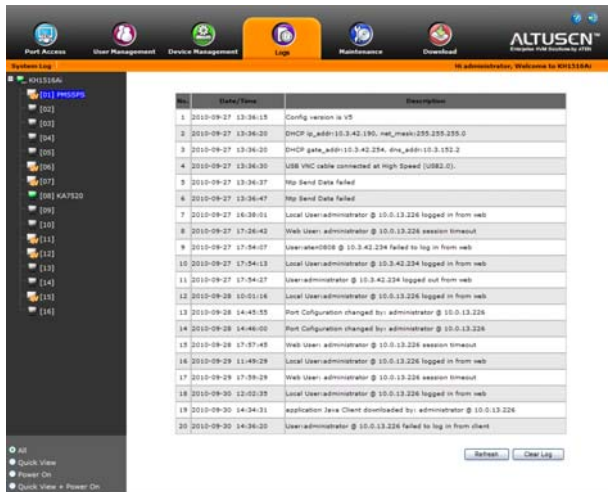 Port Access
User Management
Device Management
Logs
Maintenance
Download
ALTUSCN™
System Log
Hi administrator, Welcome to KH1516Ai
KH1516Ai
[01] PMSSPS
[02]
[03]
[04]
[05]
[06]
[07]
[08] KA7520
[09]
[10]
[11]
[12]
[13]
[14]
[15]
[16]
No. Date/Time Description
1 2010-09-27 13:36:15 Config version is V5
2 2010-09-27 13:36:20 DHCP ip_addr:10.3.42.190, net_mask:255.255.255.0
3 2010-09-27 13:36:20 DHCP gate_addr:10.3.42.254, dns_addr:10.3.152.2
4 2010-09-27 13:36:30 USB VNC cable connected at High Speed (USB2.0).
5 2010-09-27 13:36:37 Ntp Send Data failed
6 2010-09-27 13:36:47 Ntp Send Data failed
7 2010-09-27 16:38:01 Local User:administrator @ 10.0.13.226 logged in from web
8 2010-09-27 17:26:42 Web User: administrator @ 10.0.13.226 session timeout
9 2010-09-27 17:54:07 User:aten0808 @ 10.3.42.234 failed to log in from web
10 2010-09-27 17:54:13 Local User:administrator @ 10.3.42.234 logged in from web
11 2010-09-27 17:54:27 User:administrator @ 10.3.42.234 logged out from web
12 2010-09-28 10:01:16 Local User:administrator @ 10.0.13.226 logged in from web
13 2010-09-28 14:45:55 Port Cofiguration changed by: administrator @ 10.0.13.226
14 2010-09-28 14:46:00 Port Cofiguration changed by: administrator @ 10.0.13.226
15 2010-09-28 17:57:45 Web User: administrator @ 10.0.13.226 session timeout
16 2010-09-29 11:49:29 Local User:administrator @ 10.0.13.226 logged in from web
17 2010-09-29 17:59:29 Web User: administrator @ 10.0.13.226 session timeout
18 2010-09-30 12:02:35 Local User:administrator @ 10.0.13.226 logged in from web
19 2010-09-30 14:34:31 application Java Client downloaded by: administrator @ 10.0.13.226
20 2010-09-30 14:36:20 User:administrator @ 10.0.13.226 failed to log in from client
Refresh Clear Log
All
Quick View
Power On
Quick View + Power On